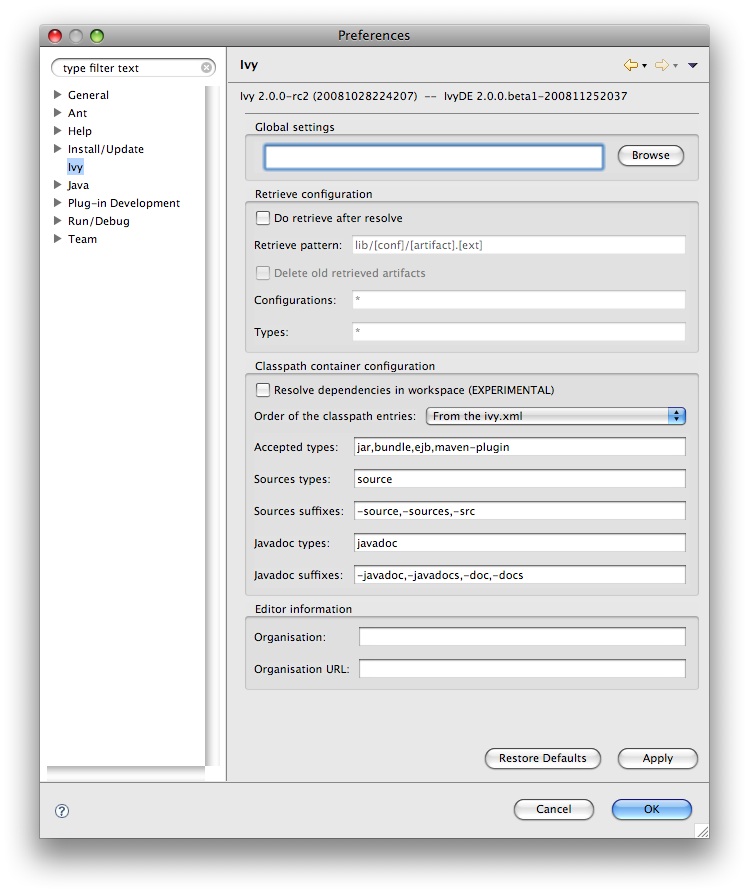 Preferences
type filter text
General
Ant
Help
Install/Update
Ivy
Java
Plug-in Development
Run/Debug
Team
Ivy
Ivy 2.0.0-rc2 (20081028224207) -- IvyDE 2.0.0.beta1-200811252037
Global settings
Browse
Retrieve configuration
Do retrieve after resolve
Retrieve pattern: lib/[conf]/[artifact].[ext]
Delete old retrieved artifacts
Configurations: *
Types: *
Classpath container configuration
Resolve dependencies in workspace (EXPERIMENTAL)
Order of the classpath entries: From the ivy.xml
Accepted types: jar,bundle,ejb,maven-plugin
Sources types: source
Sources suffixes: -source,-sources,-src
Javadoc types: javadoc
Javadoc suffixes: -javadoc,-javadocs,-doc,-docs
Editor information
Organisation:
Organisation URL:
Restore Defaults Apply
? Cancel OK